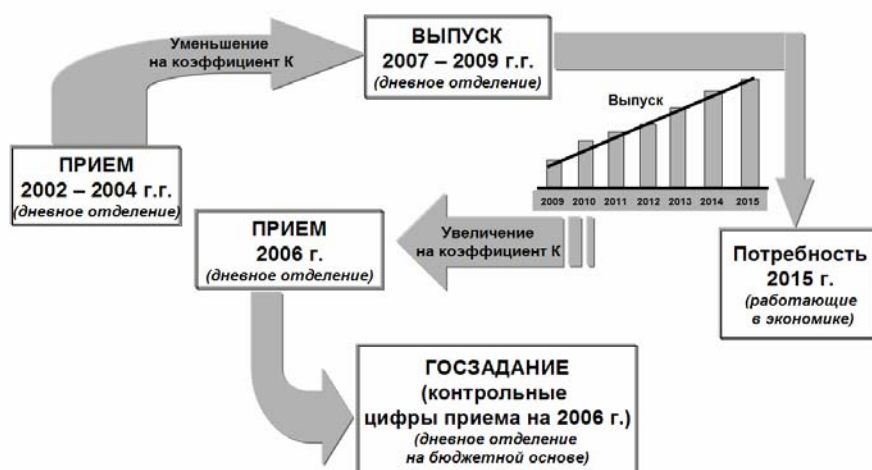 Уменьшение
на коэффициент К
ВЫПУСК
2007 – 2009 г.г.
(дневное отделение)
Выпуск
2009 2010 2011 2012 2013 2014 2015
ПРИЕМ
2002 – 2004 г.г.
(дневное отделение)
ПРИЕМ
2006 г.
(дневное отделение)
Увеличение
на коэффициент К
Потребность
2015 г.
(работающие
в экономике)
ГОСЗАДАНИЕ
(контрольные
цифры приема на 2006 г.)
(дневное отделение
на бюджетной основе)